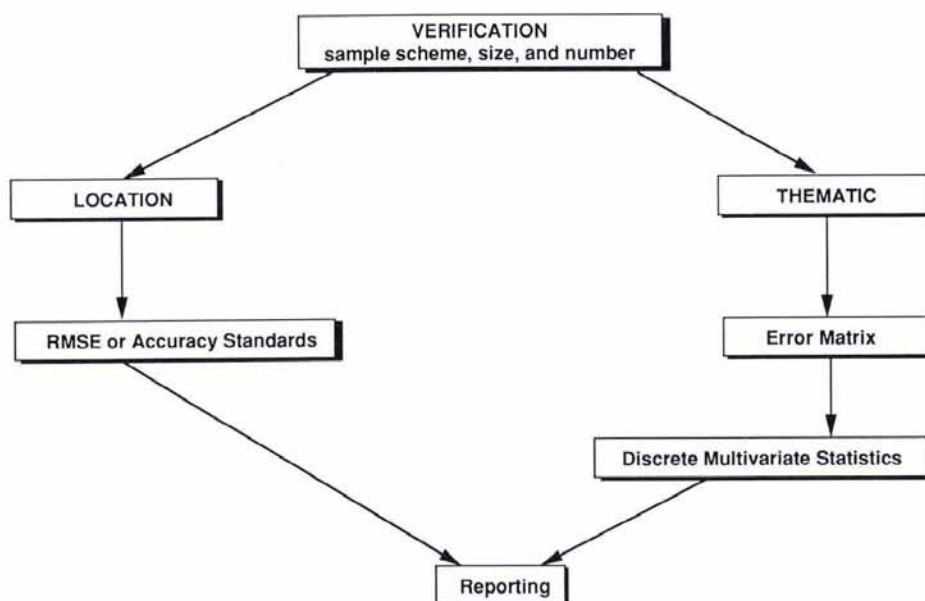 VERIFICATION
sample scheme, size, and number
LOCATION
THEMATIC
RMSE or Accuracy Standards
Error Matrix
Discrete Multivariate Statistics
Reporting